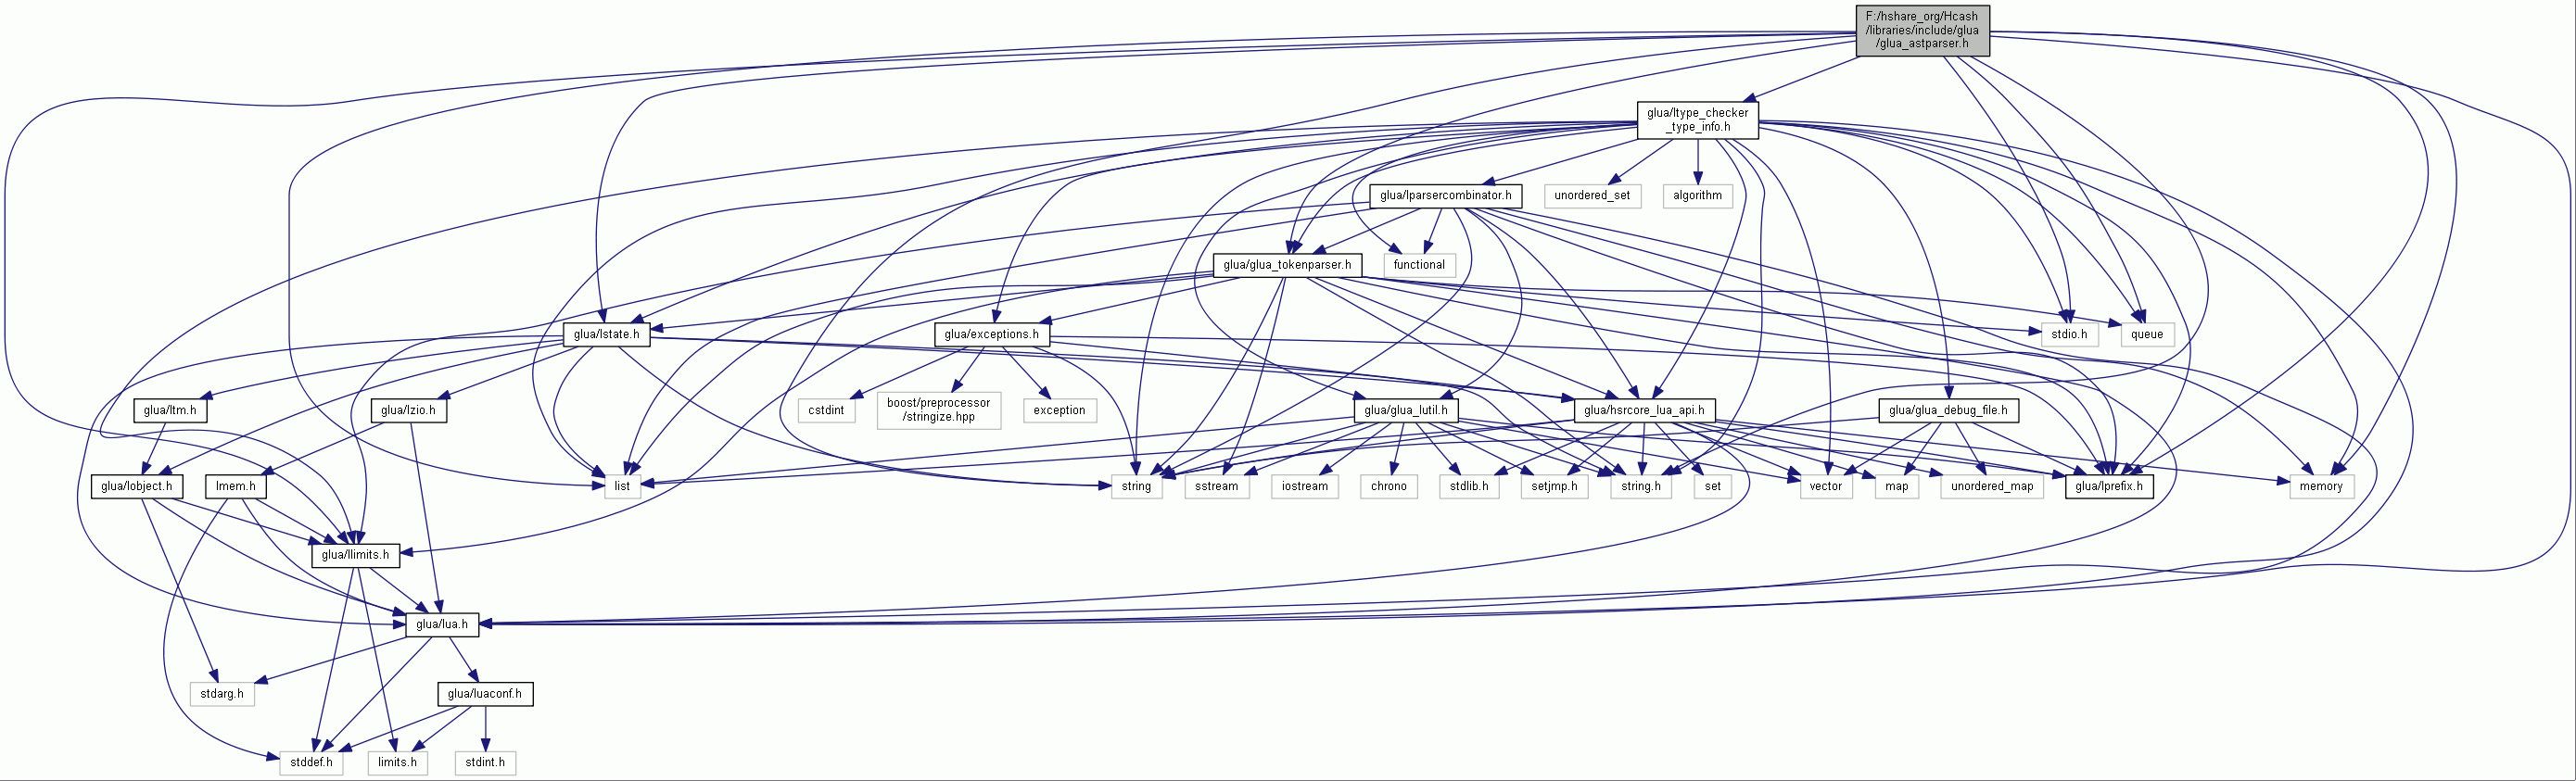 F:/hshare_org/Hcash
/libraries/include/glua
/glua_astparser.h
glua/ltype_checker
_type_info.h
glua/lparsercombinator.h
unordered_set
algorithm
glua/glua_tokenparser.h
functional
glua/lstate.h
glua/exceptions.h
stdio.h
queue
glua/ltm.h
glua/lzio.h
cstdint
boost/preprocessor
/stringize.hpp
exception
glua/glua_lutil.h
glua/hsrcore_lua_api.h
glua/glua_debug_file.h
glua/lobject.h
lmem.h
list
string
sstream
iostream
chrono
stdlib.h
setjmp.h
string.h
set
vector
map
unordered_map
glua/lprefix.h
memory
glua/llimits.h
glua/lua.h
stdarg.h
glua/luaconf.h
stddef.h
limits.h
stdint.h